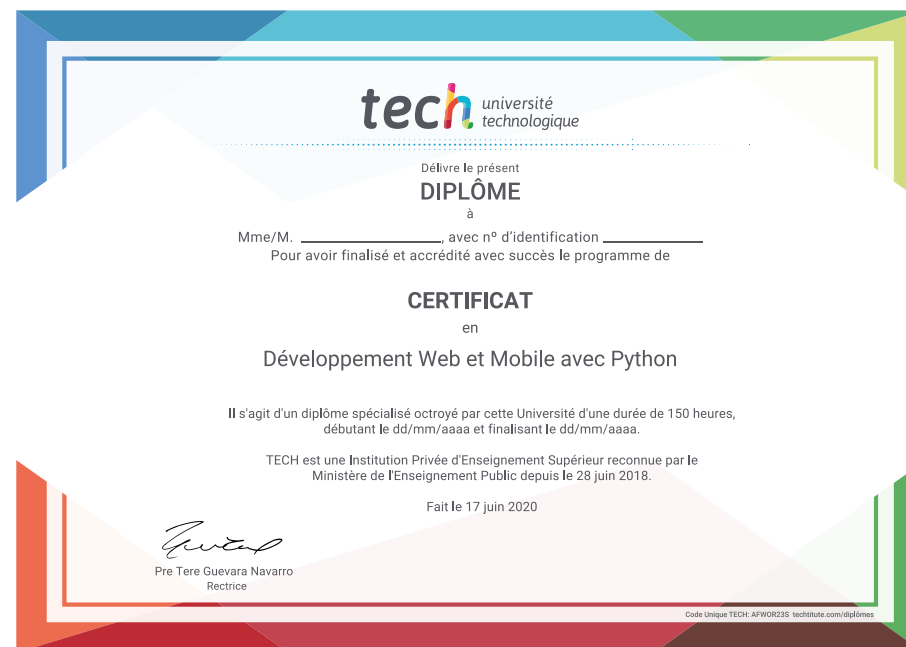 tech université
technologique
Délivre le présent
DIPLÔME
à
Mme/M. ____________________, avec nº d'identification ______________
Pour avoir finalisé et accrédité avec succès le programme de
CERTIFICAT
en
Développement Web et Mobile avec Python
Il s'agit d'un diplôme spécialisé octroyé par cette Université d'une durée de 150 heures,
débutant le dd/mm/aaaa et finalisant le dd/mm/aaaa.
TECH est une Institution Privée d'Enseignement Supérieur reconnue par le
Ministère de l'Enseignement Public depuis le 28 juin 2018.
Fait le 17 juin 2020
Pre Tere Guevara Navarro
Rectrice
Code Unique TECH: AFWOR23S techtitute.com/diplômes